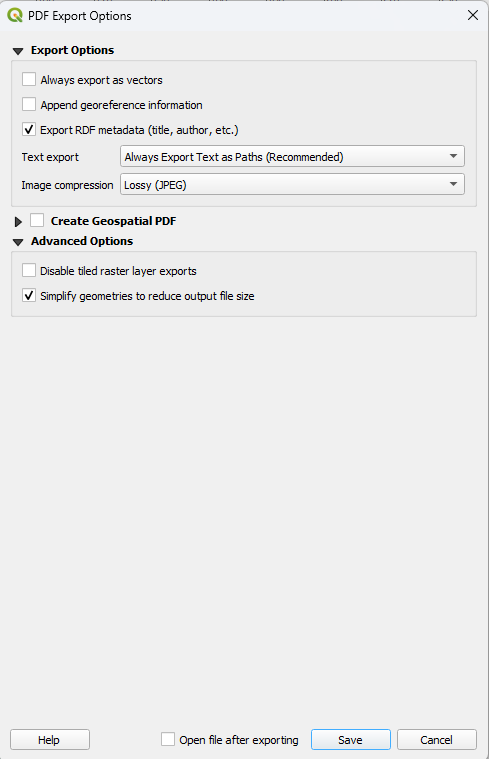 PDF Export Options
Export Options
Always export as vectors
Append georeference information
Export RDF metadata (title, author, etc.)
Text export Always Export Text as Paths (Recommended)
Image compression Lossy (JPEG)
Create Geospatial PDF
Advanced Options
Disable tiled raster layer exports
Simplify geometries to reduce output file size
Help Open file after exporting Save Cancel